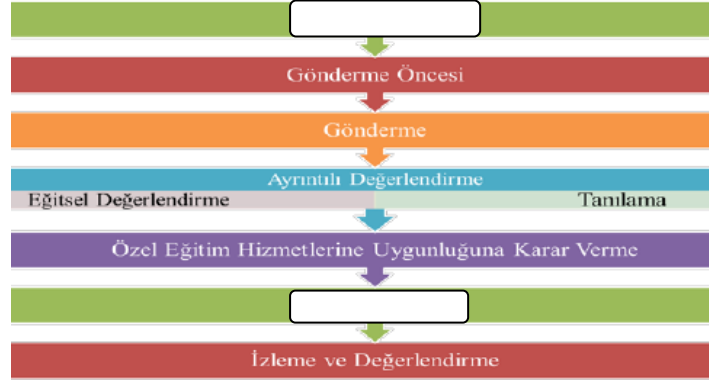 Gönderme Öncesi
Gönderme
Ayrıntılı Değerlendirme
Eğitsel Değerlendirme Tanılama
Özel Eğitim Hizmetlerine Uygunluğuna Karar Verme
İzleme ve Değerlendirme